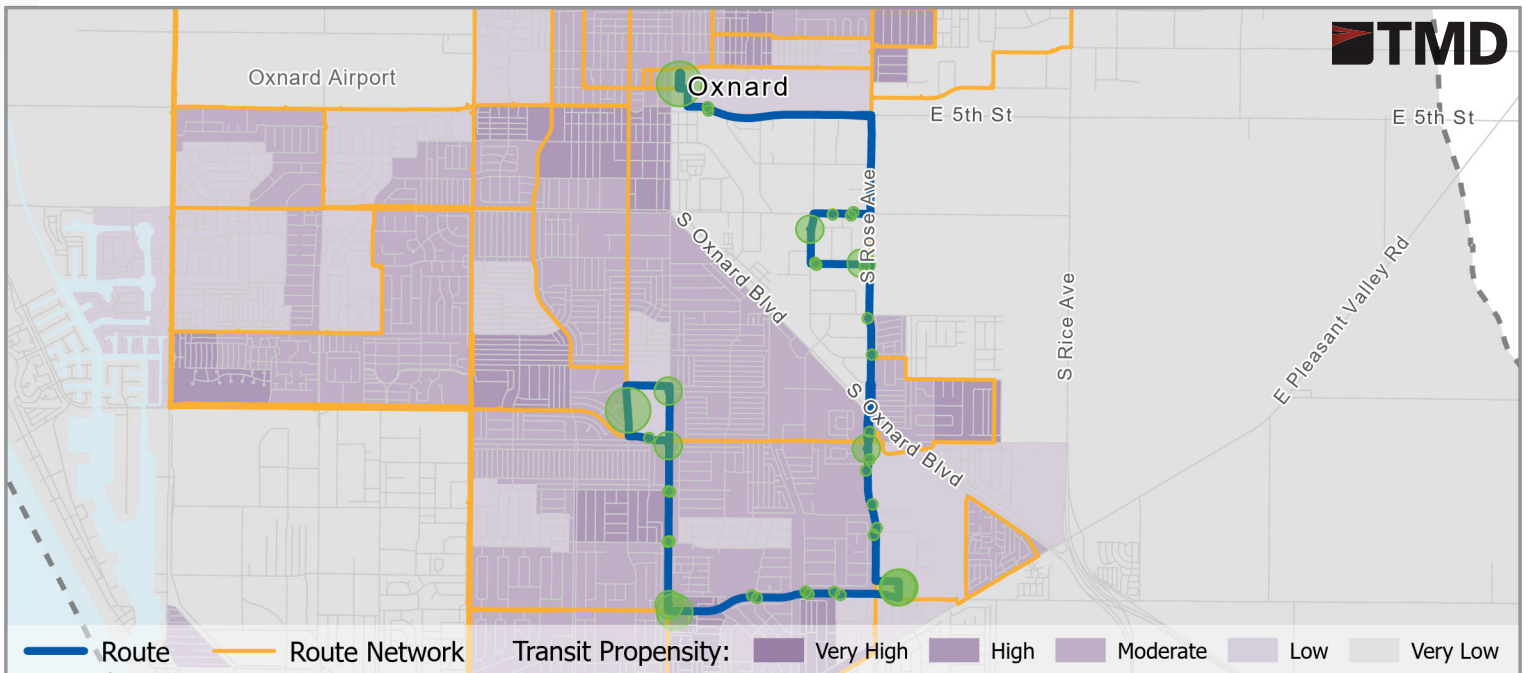 TMD
Oxnard Airport
Oxnard
E 5th St
E 5th St
S Rose Ave
S Oxnard Blvd
S Rice Ave
E Pleasant Valley Rd
S Oxnard Blvd
Route
Route Network
Transit Propensity:
Very High
High
Moderate
Low
Very Low